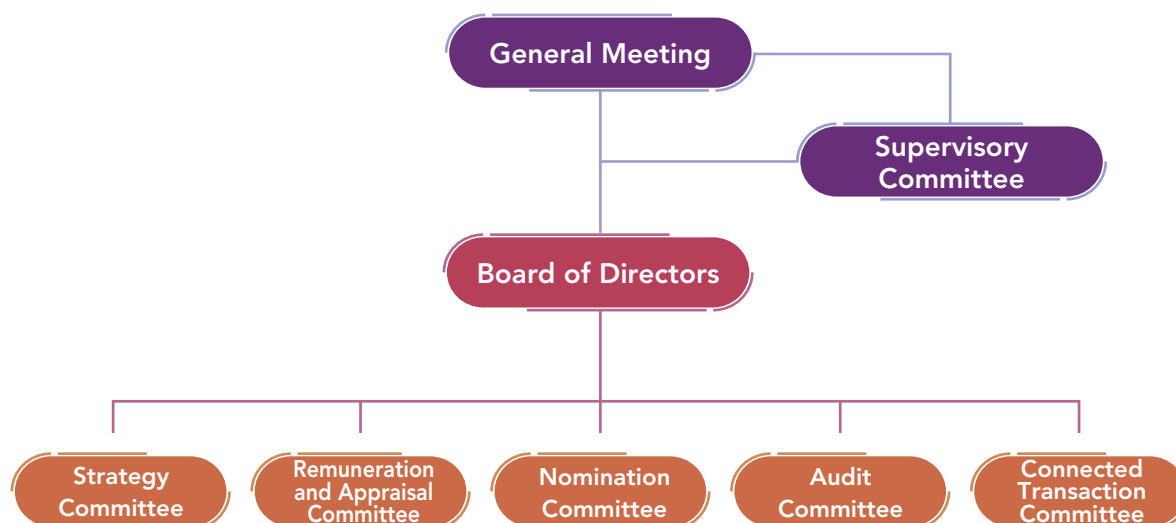 General Meeting
Supervisory
Committee
Board of Directors
Strategy
Committee
Remuneration
and Appraisal
Committee
Nomination
Committee
Audit
Committee
Connected
Transaction
Committee